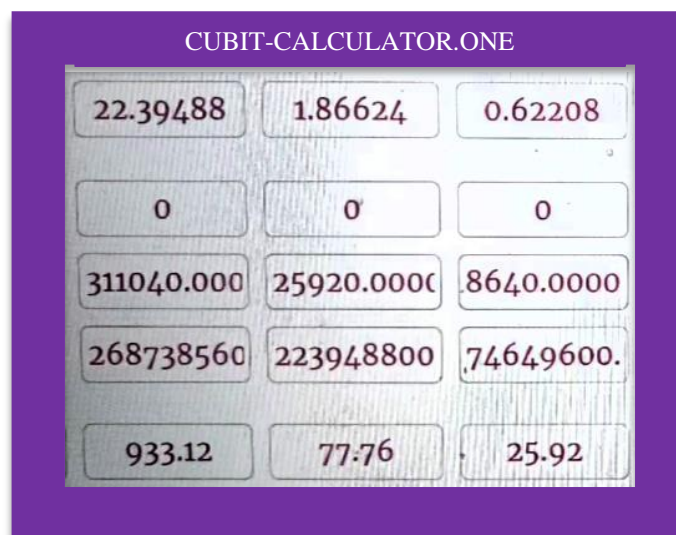 CUBIT-CALCULATOR.ONE
22.39488 1.86624 0.62208
0 0 0
311040.000 25920.000( .8640.0000
268738560 223948800 74649600.
933.12 77.76 25.92